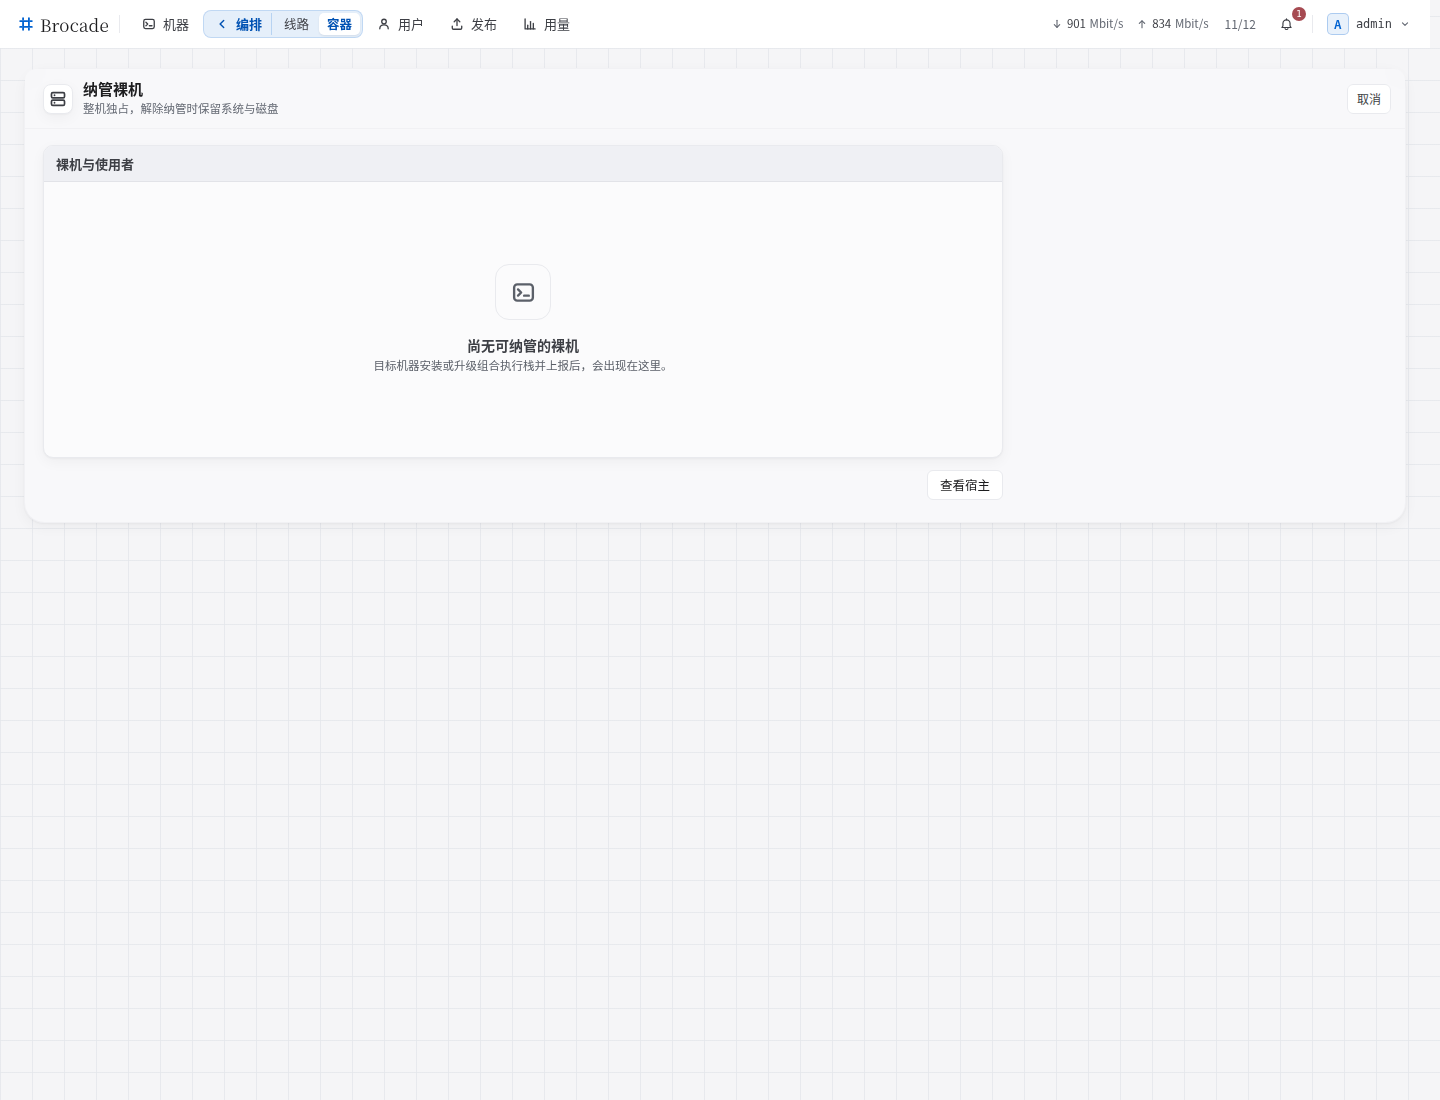 Brocade
机器
编排
线路
容器
用户
发布
用量
901 Mbit/s
834 Mbit/s
11/12
1
A
admin
纳管裸机
整机独占，解除纳管时保留系统与磁盘
取消
裸机与使用者
尚无可纳管的裸机
目标机器安装或升级组合执行栈并上报后，会出现在这里。
查看宿主